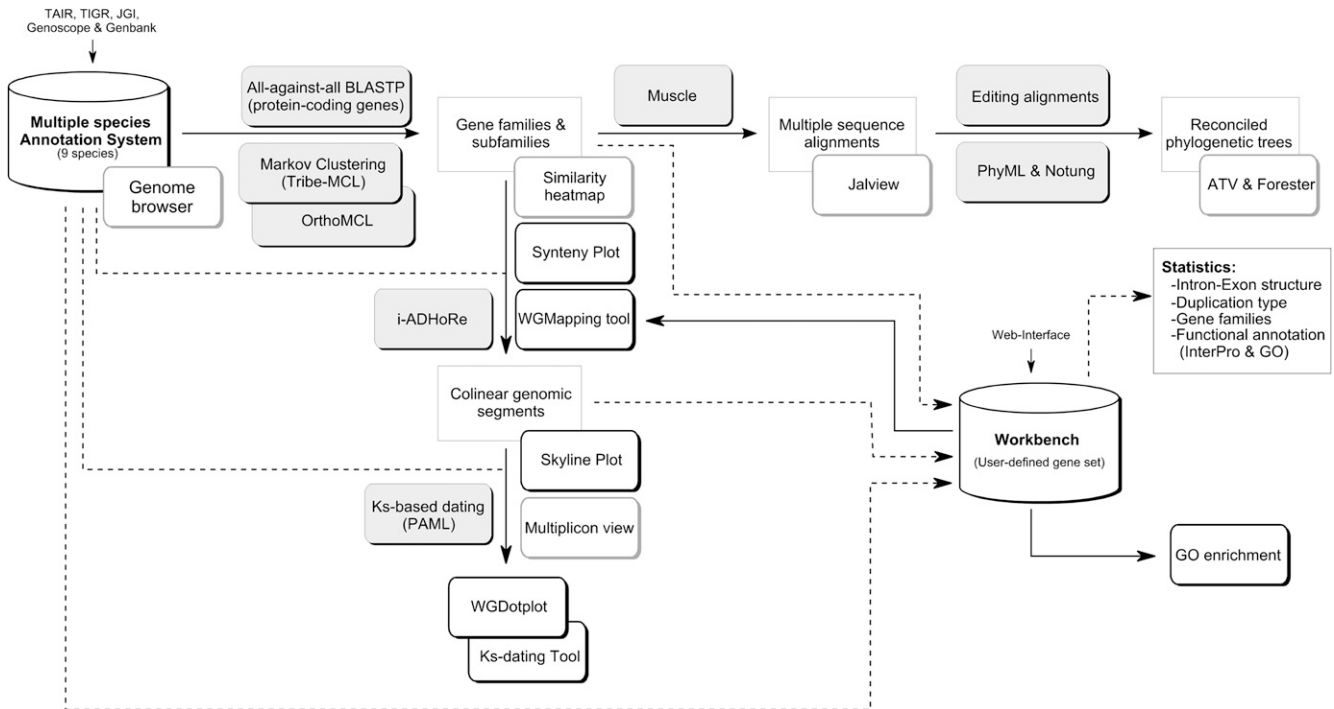 TAIR, TIGR, JGI,
Genoscope & Genbank
Multiple species
Annotation System
(9 species)
Genome
browser
All-against-all BLASTP
(protein-coding genes)
Markov Clustering
(Tribe-MCL)
OrthoMCL
Gene families &
subfamilies
Similarity
heatmap
Synteny Plot
WGMapping tool
i-ADHoRe
Muscle
Multiple sequence
alignments
Jalview
Editing alignments
PhyML & Notung
Reconciled
phylogenetic trees
ATV & Forester
Statistics:
-Intron-Exon structure
-Duplication type
-Gene families
-Functional annotation
(InterPro & GO)
Web-Interface
Workbench
(User-defined gene set)
Colinear genomic
segments
Skyline Plot
Multiplicon view
Ks-based dating
(PAML)
WGDotplot
Ks-dating Tool
GO enrichment